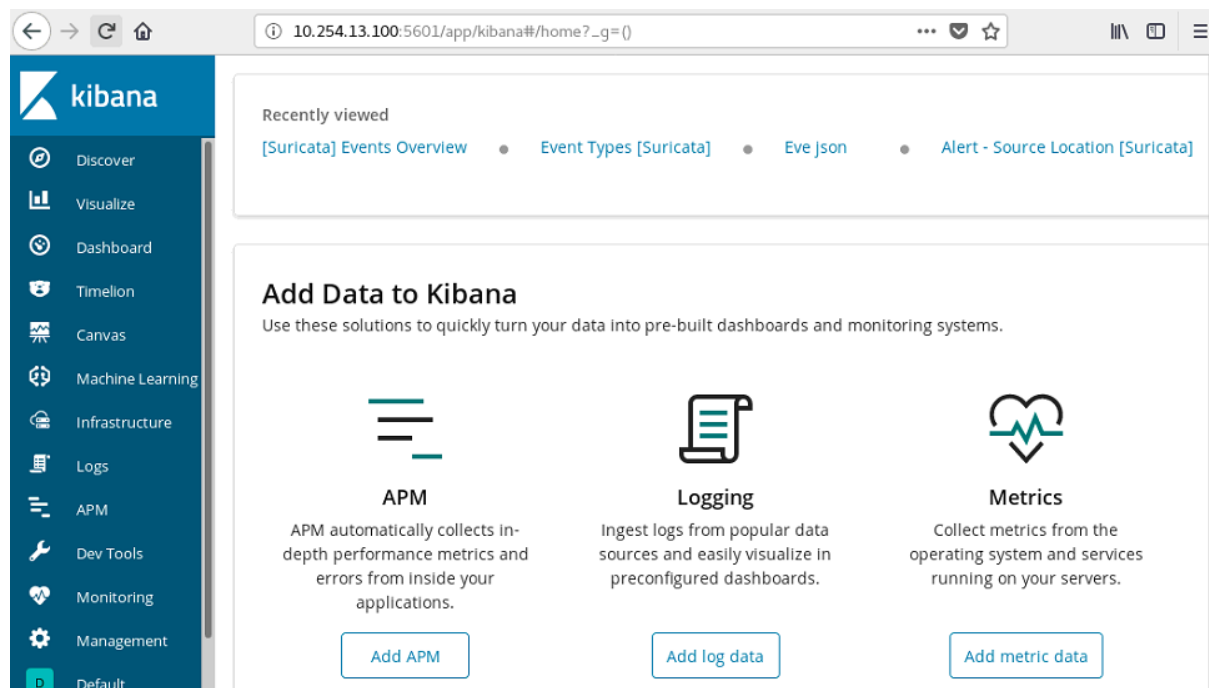 10.254.13.100:5601/app/kibana#/home?_g=()
kibana
Discover
Visualize
Dashboard
Timelion
Canvas
Machine Learning
Infrastructure
Logs
APM
Dev Tools
Monitoring
Management
D Default
Recently viewed
[Suricata] Events Overview
Event Types [Suricata]
Eve json
Alert - Source Location [Suricata]
Add Data to Kibana
Use these solutions to quickly turn your data into pre-built dashboards and monitoring systems.
APM
APM automatically collects in-
depth performance metrics and
errors from inside your
applications.
Add APM
Logging
Ingest logs from popular data
sources and easily visualize in
preconfigured dashboards.
Add log data
Metrics
Collect metrics from the
operating system and services
running on your servers.
Add metric data